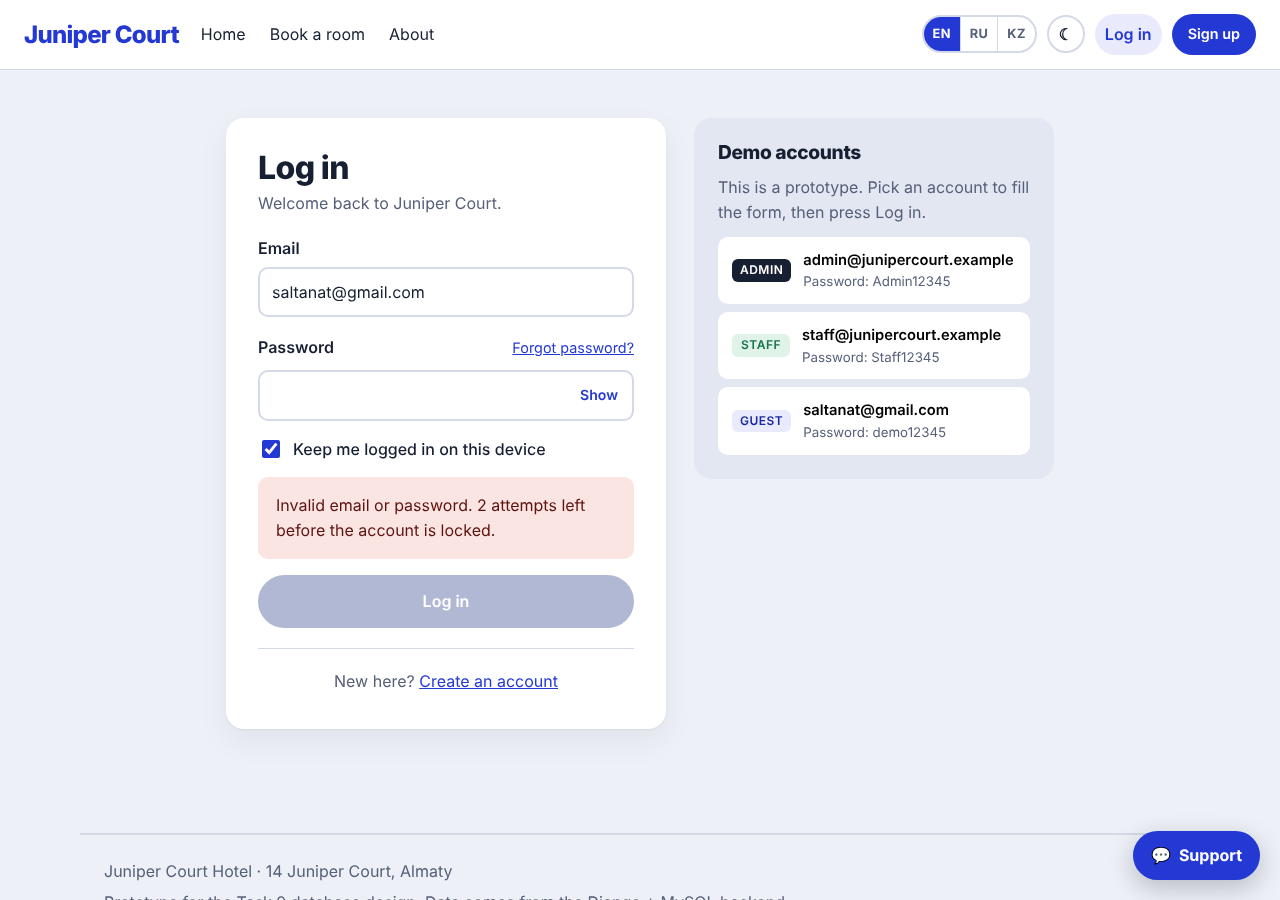 Juniper Court Home Book a room About EN RU KZ Log in Sign up
Log in
Welcome back to Juniper Court.
Email
saltanat@gmail.com
Password Forgot password?
Show
Keep me logged in on this device
Invalid email or password. 2 attempts left
before the account is locked.
Log in
New here? Create an account
Demo accounts
This is a prototype. Pick an account to fill
the form, then press Log in.
ADMIN admin@junipercourt.example
Password: Admin12345
STAFF staff@junipercourt.example
Password: Staff12345
GUEST saltanat@gmail.com
Password: demo12345
Juniper Court Hotel · 14 Juniper Court, Almaty
Support